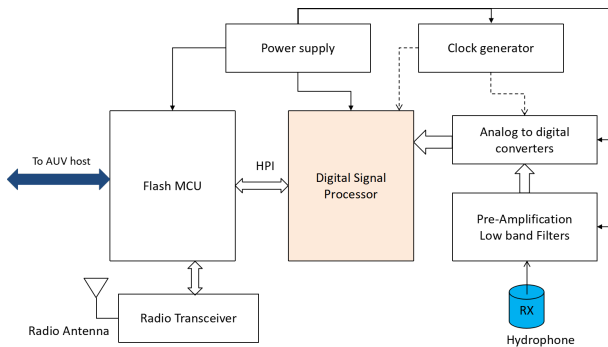 Power supply
Clock generator
To AUV host
Flash MCU
HPI
Digital Signal
Processor
Analog to digital
converters
Pre-Amplification
Low band Filters
Radio Antenna
Radio Transceiver
RX
Hydrophone